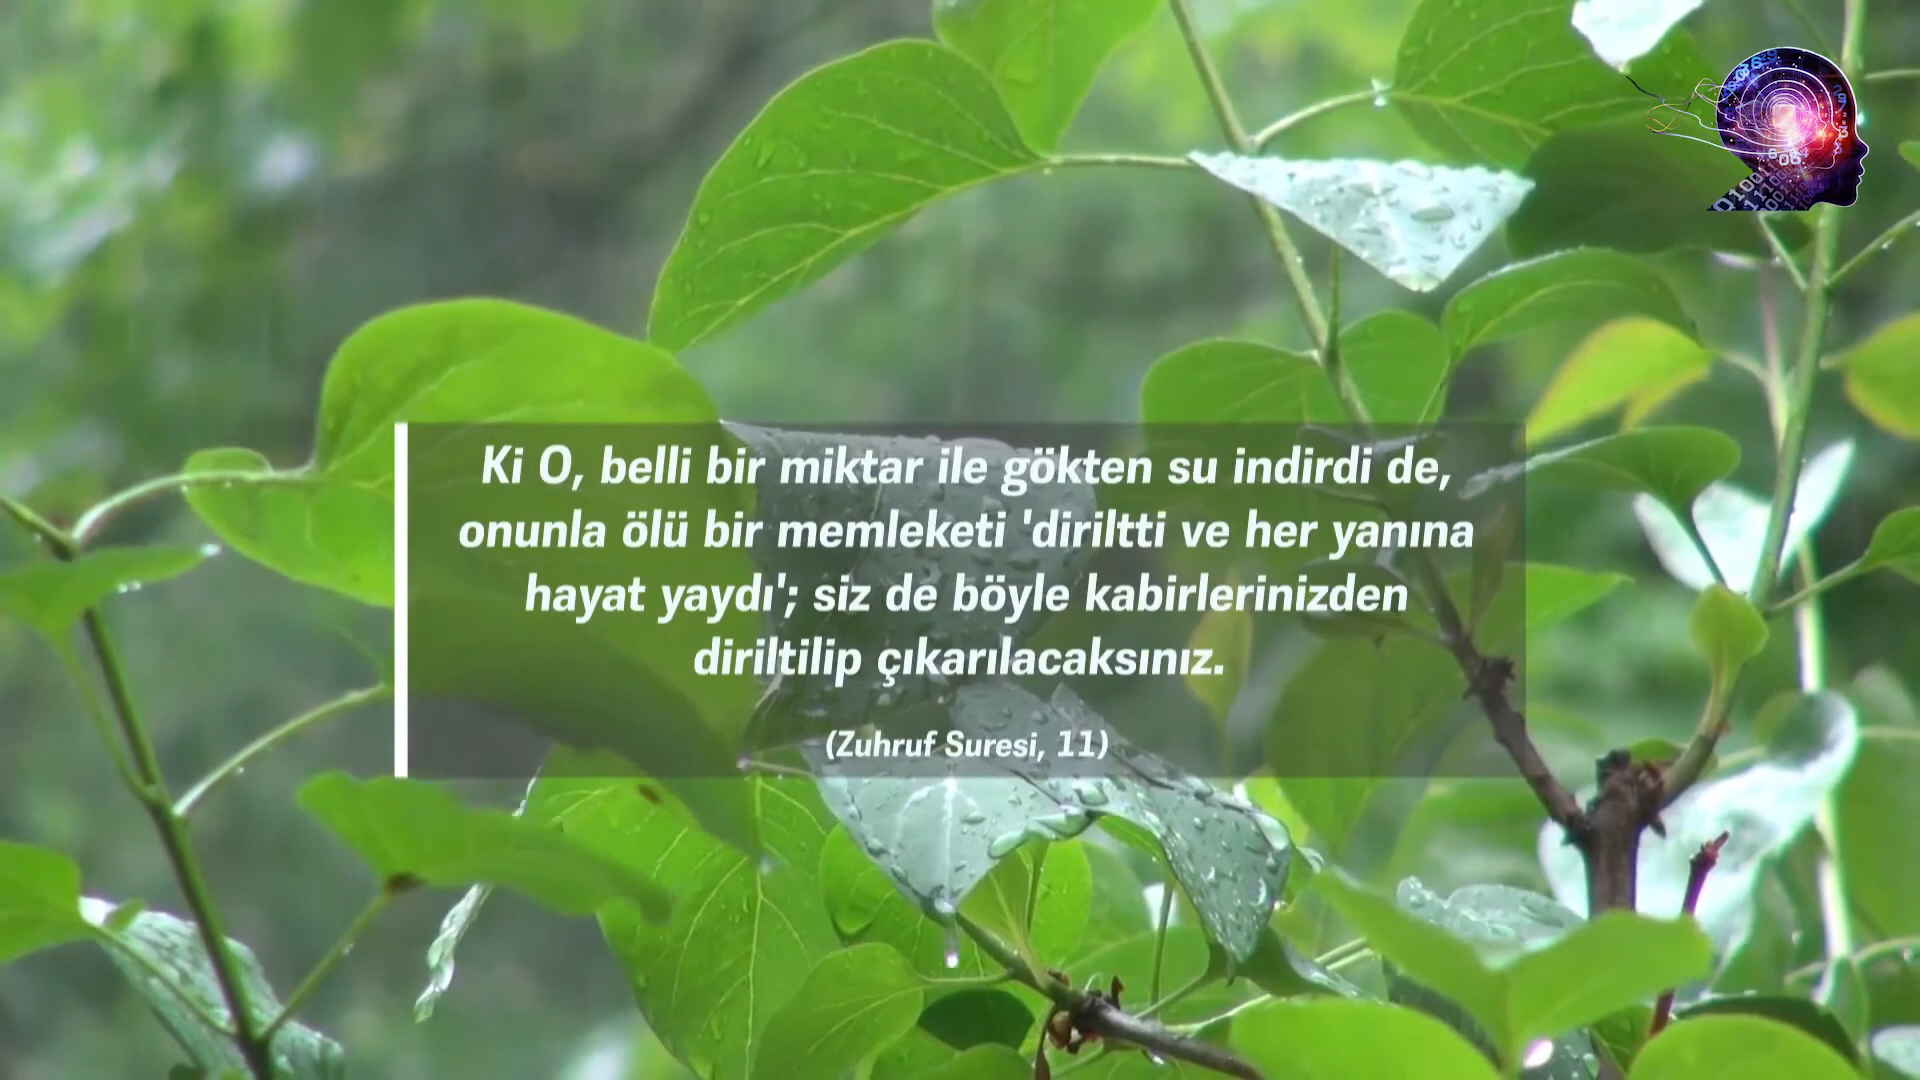 Ki O, belli bir miktar ile gökten su indirdi de,
onunla ölü bir memleketi 'diriltti ve her yanına
hayat yaydı'; siz de böyle kabirlerinizden
diriltilip çıkarılacaksınız.
(Zuhruf Suresi, 11)